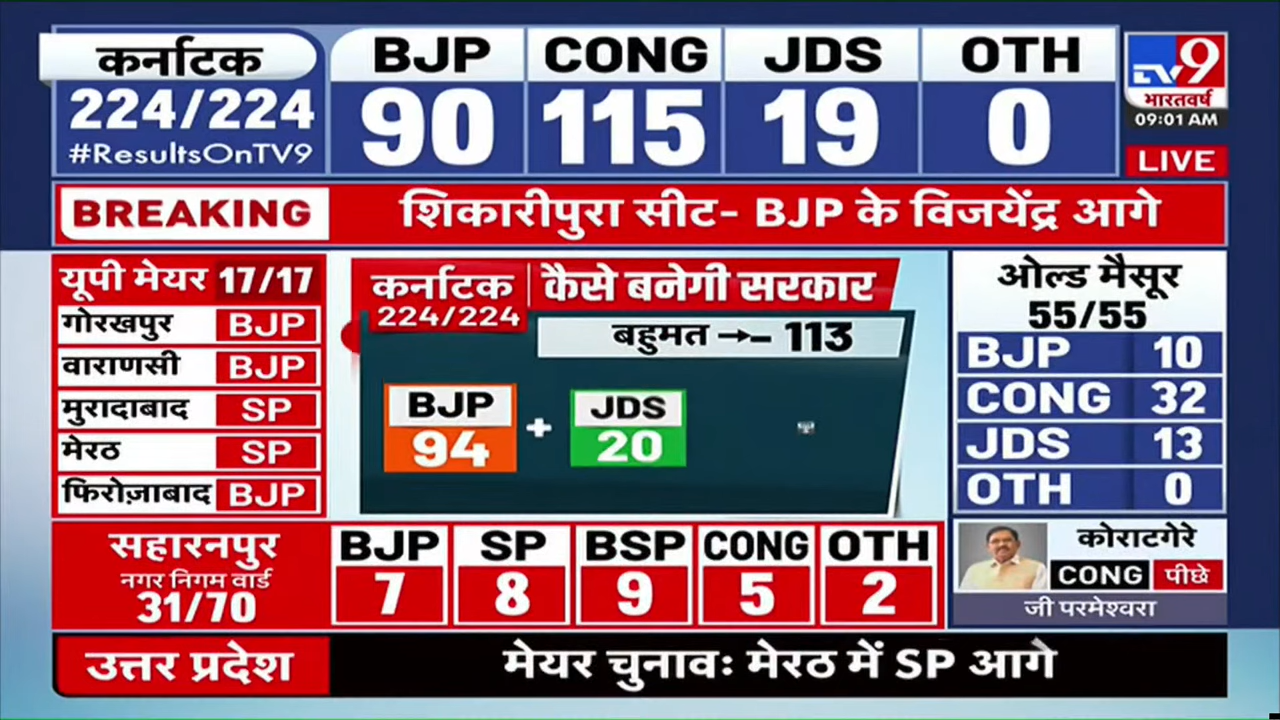 कर्नाटक
224/224
#ResultsOnTV9
BJP CONG JDS OTH
90 115 19 0
TV9
भारतवर्ष
09:01 AM
LIVE
BREAKING शिकारीपुरा सीट- BJP के विजयेंद्र आगे
यूपी मेयर 17/17
गोरखपुर BJP
वाराणसी BJP
मुरादाबाद SP
मेरठ SP
फिरोज़ाबाद BJP
कर्नाटक कैसे बनेगी सरकार
224/224
बहुमत →– 113
BJP + JDS
94 20
ओल्ड मैसूर
55/55
BJP 10
CONG 32
JDS 13
OTH 0
सहारनपुर
नगर निगम वार्ड
31/70
BJP SP BSP CONG OTH
7 8 9 5 2
कोराटगेरे
CONG पीछे
जी परमेश्वरा
उत्तर प्रदेश मेयर चुनावः मेरठ में SP आगे